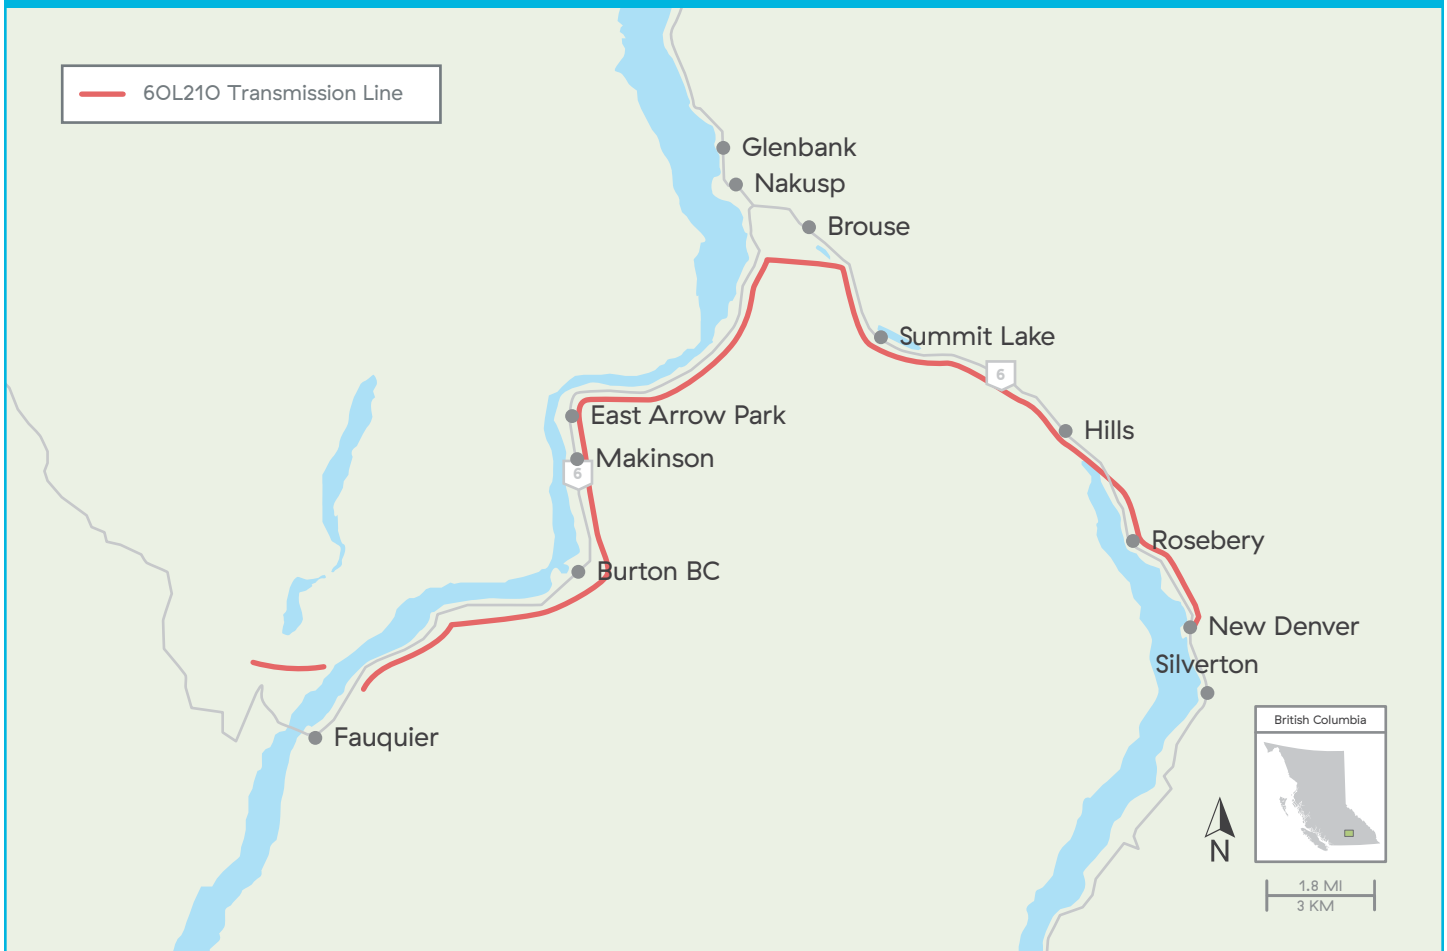 60L210 Transmission Line
Glenbank
Nakusp
Brouse
Summit Lake
6
East Arrow Park
Hills
Makinson
6
Rosebery
Burton BC
New Denver
Silverton
Fauquier
British Columbia
N
1.8 MI
3 KM